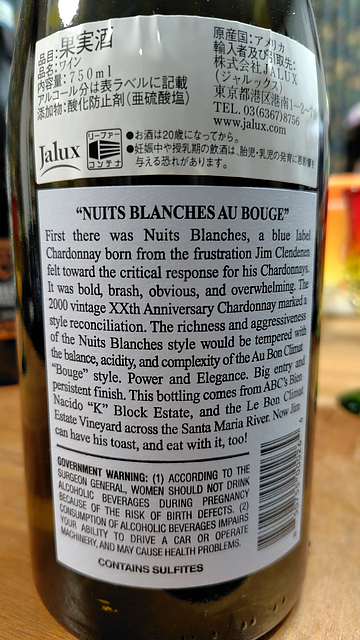 品目:果実酒
品名:ワイン
内容量:750ml
アルコール分は表ラベルに記載
添加物:酸化防止剤(亜硫酸塩)
原産国:アメリカ
輸入者及び引取先:
株式会社JALUX
(ジャルックス)
東京都港区港南1-2-
TEL. 03(6367)8756
www.jalux.com
Jalux
リーファー
コンテナ
●お酒は20歳になってから。
●妊娠中や授乳期の飲酒は、胎児・乳児の発育に悪影響を
与える恐れがあります。
“NUITS BLANCHES AU BOUGE”
First there was Nuits Blanches, a blue label
Chardonnay born from the frustration Jim Clendenen
felt toward the critical response for his Chardonnays.
It was bold, brash, obvious, and overwhelming. The
2000 vintage XXth Anniversary Chardonnay marked a
style reconciliation. The richness and aggressiveness
of the Nuits Blanches style would be tempered with
the balance, acidity, and complexity of the Au Bon Climat
“Bouge” style. Power and Elegance. Big entry and
persistent finish. This bottling comes from ABC’s Bien
Nacido “K” Block Estate, and the Le Bon Climat
Estate Vineyard across the Santa Maria River. Now Jim
can have his toast, and eat with it, too!
GOVERNMENT WARNING: (1) ACCORDING TO THE
SURGEON GENERAL, WOMEN SHOULD NOT DRINK
ALCOHOLIC BEVERAGES DURING PREGNANCY
BECAUSE OF THE RISK OF BIRTH DEFECTS. (2)
CONSUMPTION OF ALCOHOLIC BEVERAGES IMPAIRS
YOUR ABILITY TO DRIVE A CAR OR OPERATE
MACHINERY, AND MAY CAUSE HEALTH PROBLEMS.
CONTAINS SULFITES